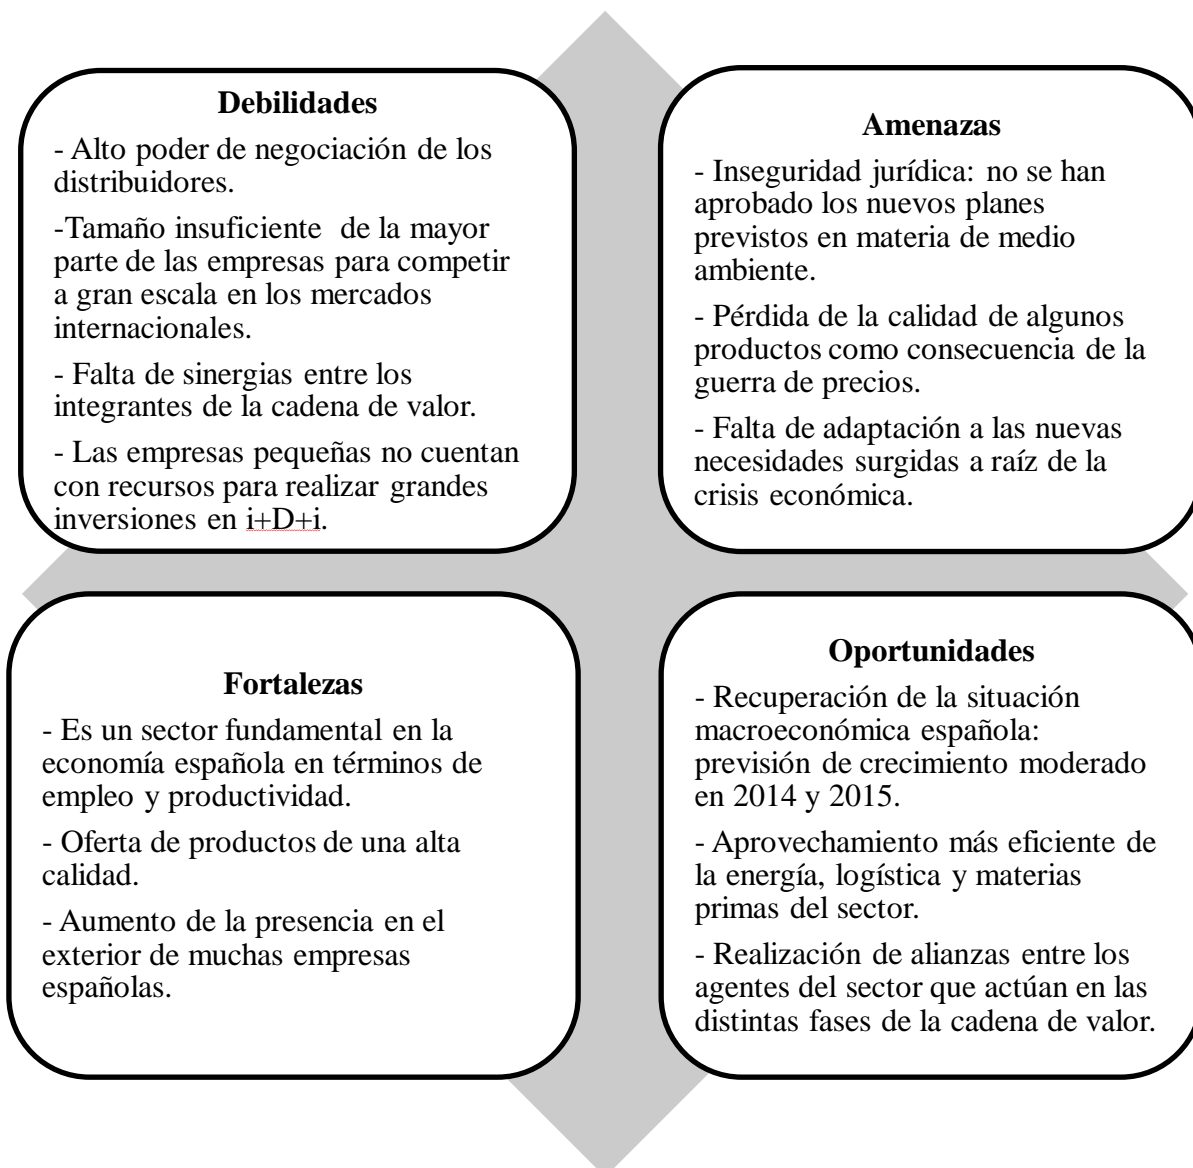 Debilidades
- Alto poder de negociación de los
distribuidores.
-Tamaño insuficiente de la mayor
parte de las empresas para competir
a gran escala en los mercados
internacionales.
- Falta de sinergias entre los
integrantes de la cadena de valor.
- Las empresas pequeñas no cuentan
con recursos para realizar grandes
inversiones en i+D+i.
Amenazas
- Inseguridad jurídica: no se han
aprobado los nuevos planes
previstos en materia de medio
ambiente.
- Pérdida de la calidad de algunos
productos como consecuencia de la
guerra de precios.
- Falta de adaptación a las nuevas
necesidades surgidas a raíz de la
crisis económica.
Fortalezas
- Es un sector fundamental en la
economía española en términos de
empleo y productividad.
- Oferta de productos de una alta
calidad.
- Aumento de la presencia en el
exterior de muchas empresas
españolas.
Oportunidades
- Recuperación de la situación
macroeconómica española:
previsión de crecimiento moderado
en 2014 y 2015.
- Aprovechamiento más eficiente de
la energía, logística y materias
primas del sector.
- Realización de alianzas entre los
agentes del sector que actúan en las
distintas fases de la cadena de valor.